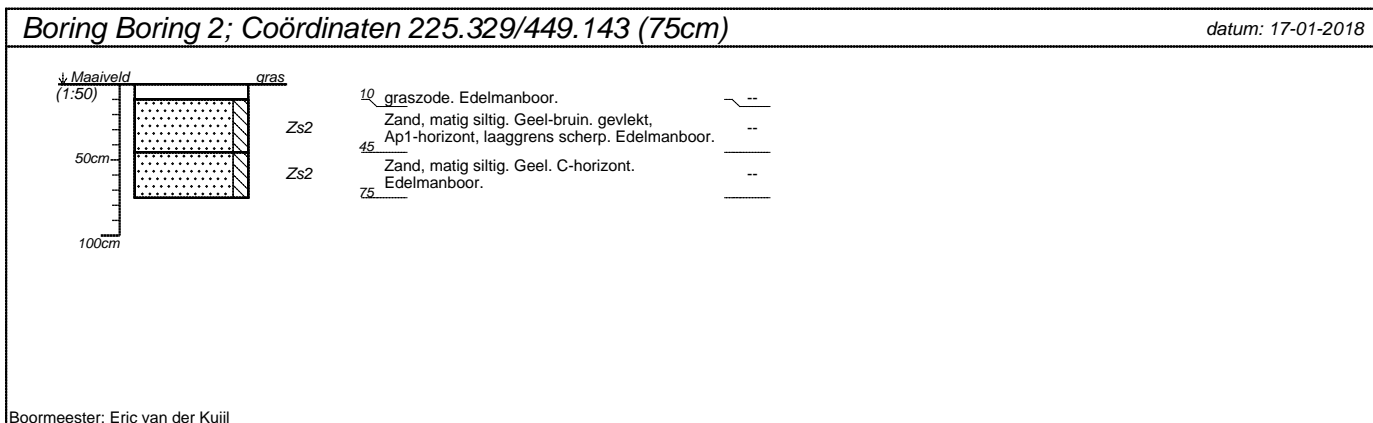 Boring Boring 2; Coördinaten 225.329/449.143 (75cm)
datum: 17-01-2018
Maaiveld
gras
(1:50)
10 graszode. Edelmanboor. --
Zs2
Zand, matig siltig. Geel-bruin. gevlekt,
Ap1-horizont, laaggrens scherp. Edelmanboor. --
45
50cm
Zs2
Zand, matig siltig. Geel. C-horizont.
Edelmanboor. --
75
100cm
Boormeester: Eric van der Kuijl